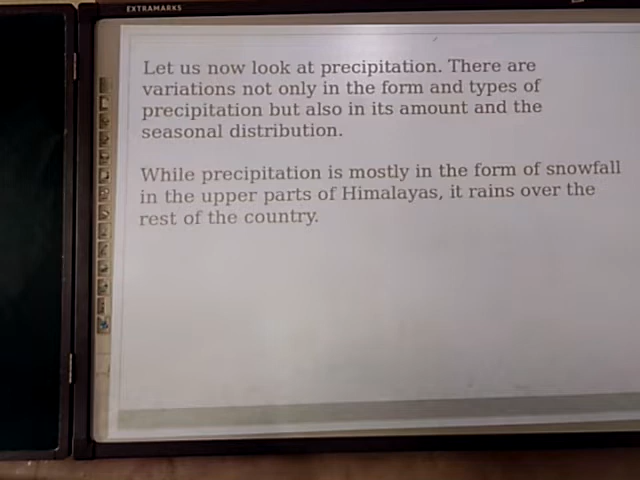 EXTRAMARKS
Let us now look at precipitation. There are
variations not only in the form and types of
precipitation but also in its amount and the
seasonal distribution.
While precipitation is mostly in the form of snowfall
in the upper parts of Himalayas, it rains over the
rest of the country.